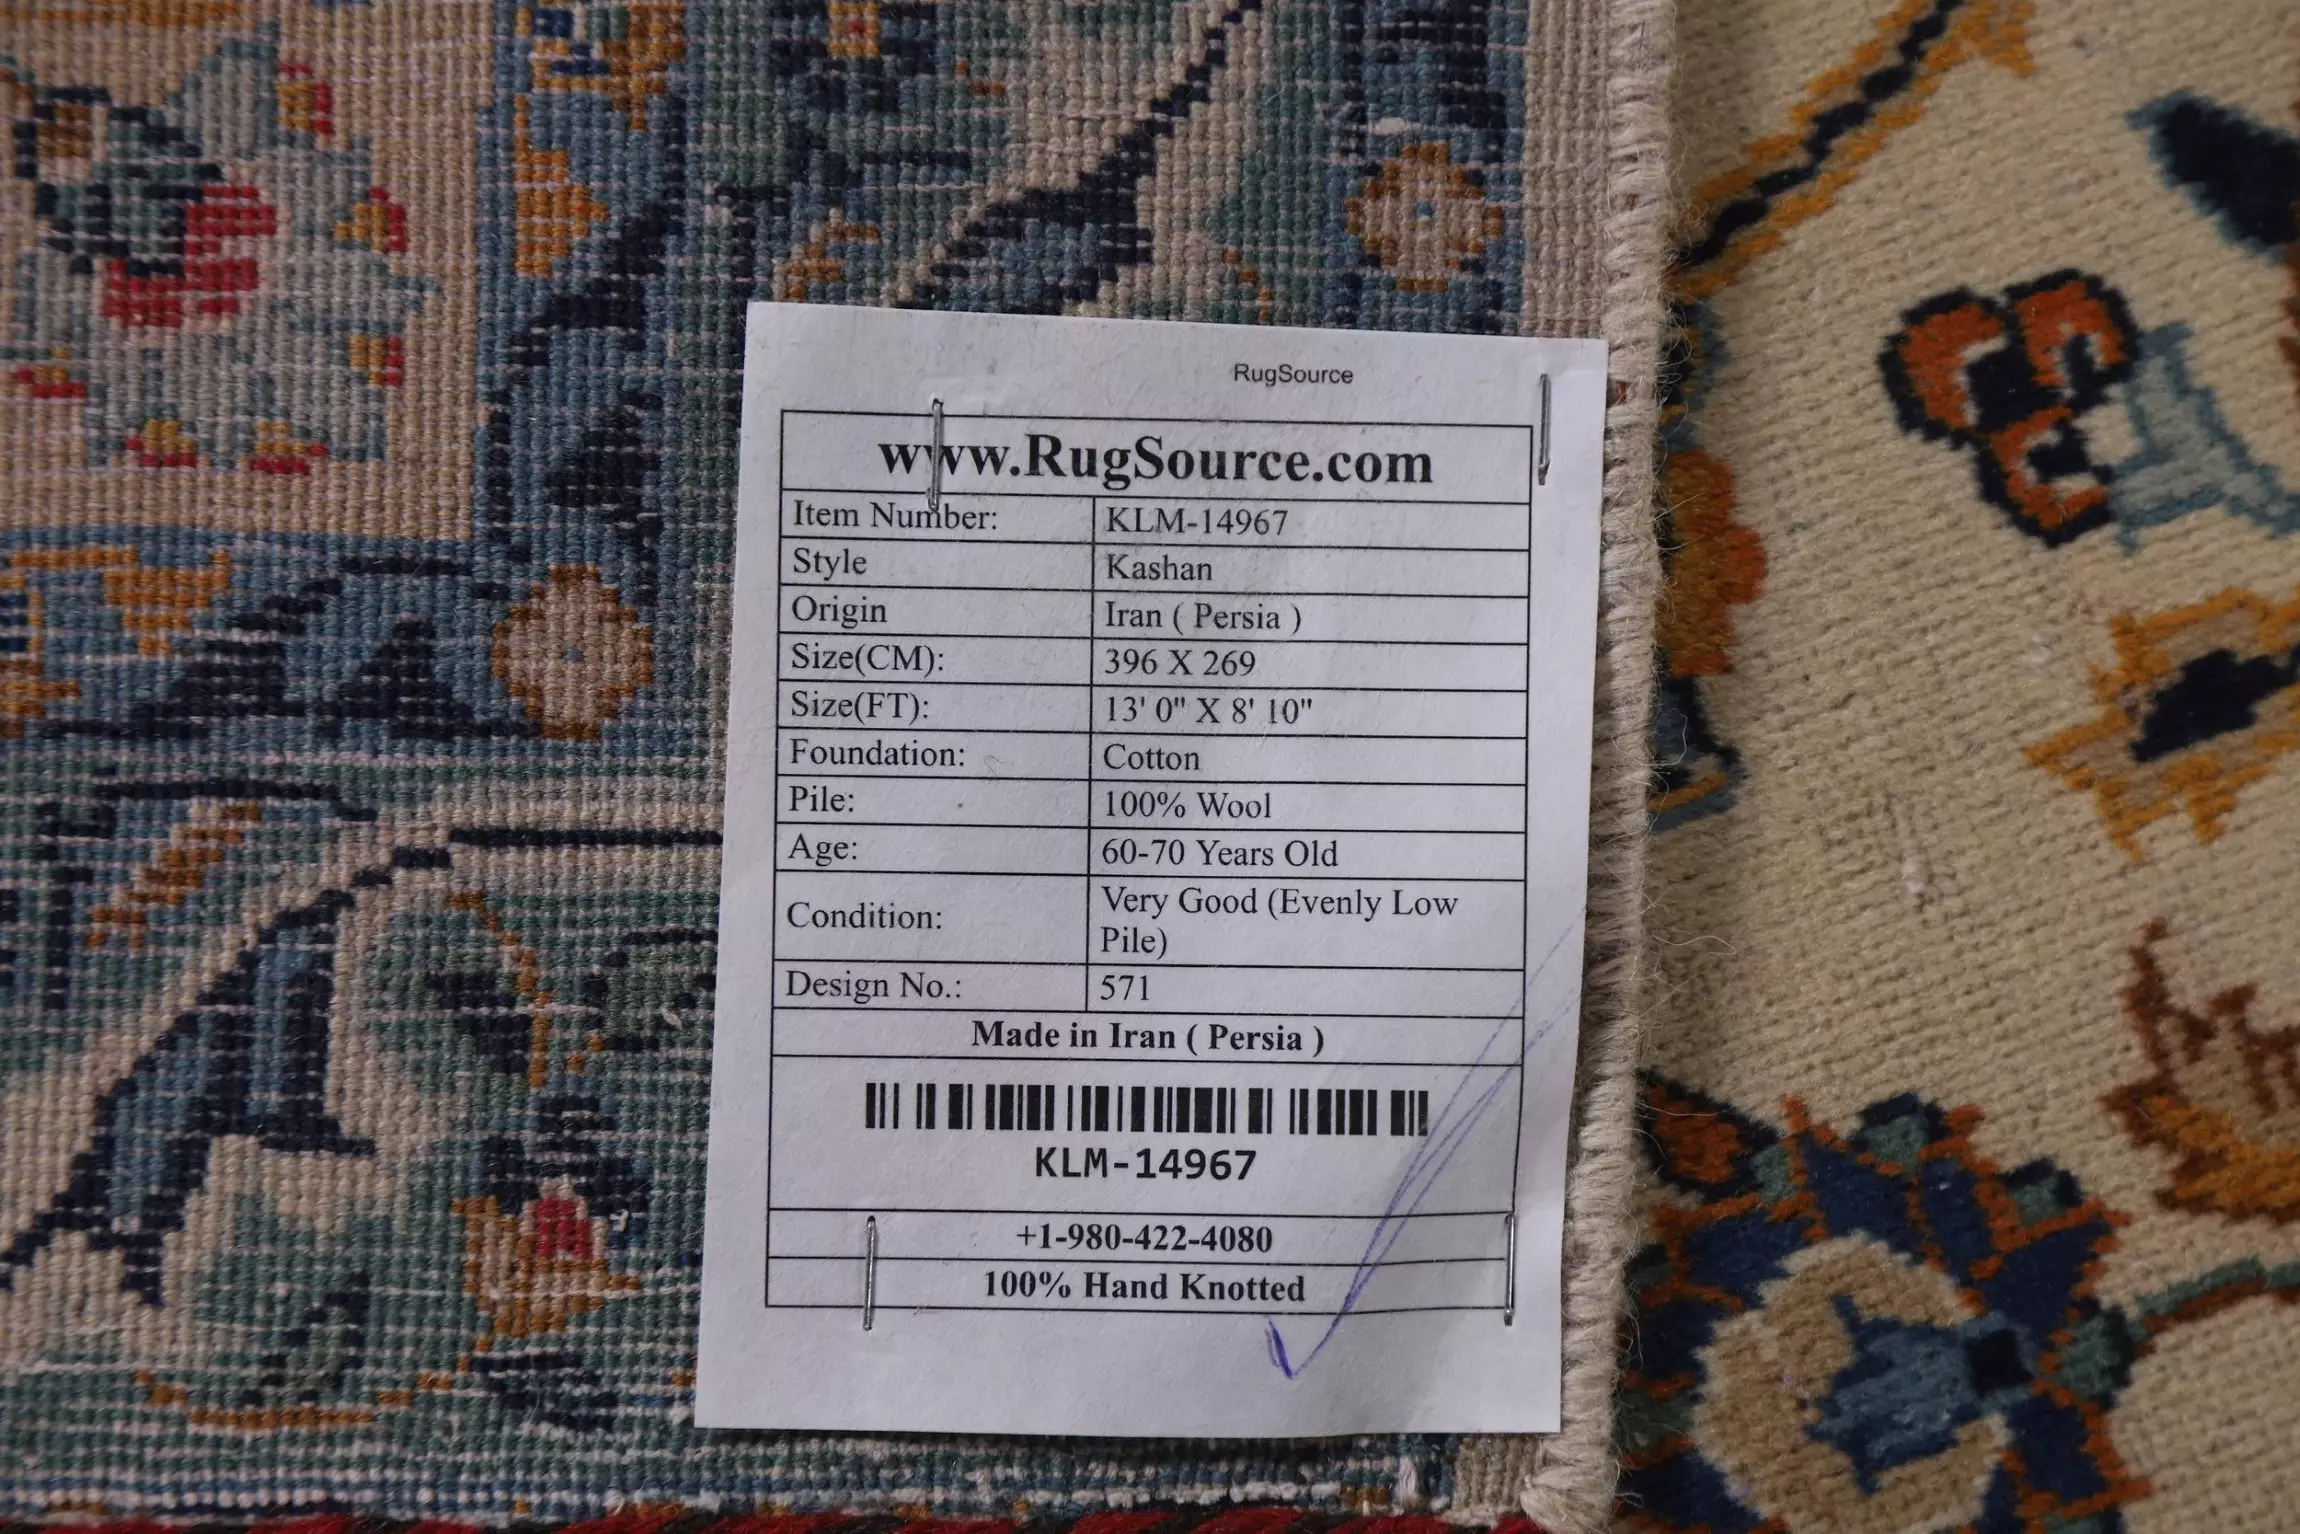 RugSource
www.RugSource.com
Item Number: KLM-14967
Style Kashan
Origin Iran ( Persia )
Size(CM): 396 X 269
Size(FT): 13' 0" X 8' 10"
Foundation: Cotton
Pile: 100% Wool
Age: 60-70 Years Old
Condition: Very Good (Evenly Low
Pile)
Design No.: 571
Made in Iran ( Persia )
KLM-14967
+1-980-422-4080
100% Hand Knotted